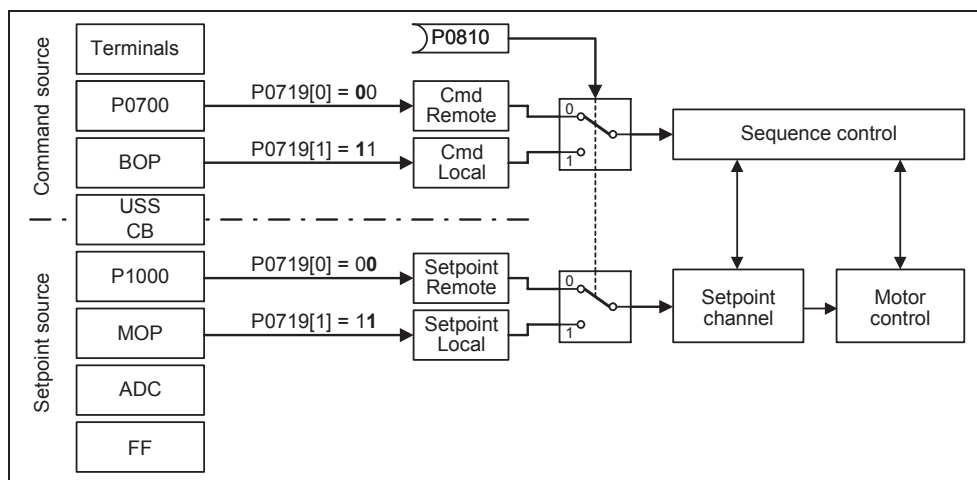 Command source
Setpoint source
Terminals
P0810
P0700
P0719[0] = 00
Cmd
Remote
0
1
Sequence control
BOP
P0719[1] = 11
Cmd
Local
USS
CB
P1000
P0719[0] = 00
Setpoint
Remote
0
1
Setpoint
channel
Motor
control
MOP
P0719[1] = 11
Setpoint
Local
ADC
FF